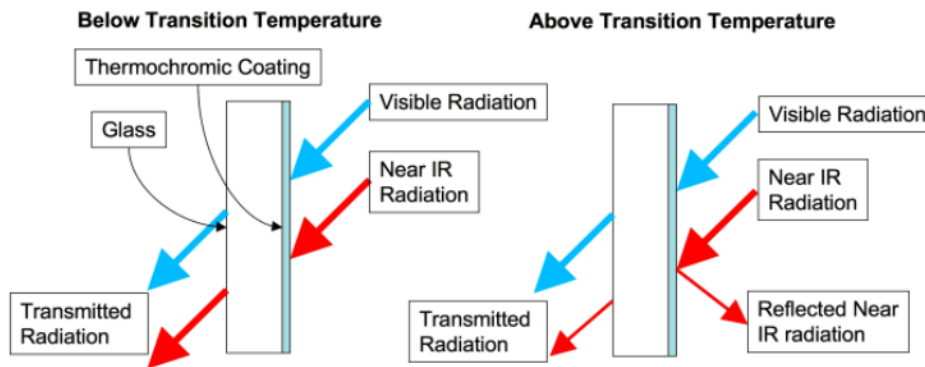 Below Transition Temperature
Thermochromic Coating
Glass
Visible Radiation
Near IR
Radiation
Transmitted
Radiation
Above Transition Temperature
Visible Radiation
Near IR
Radiation
Transmitted
Radiation
Reflected Near
IR radiation